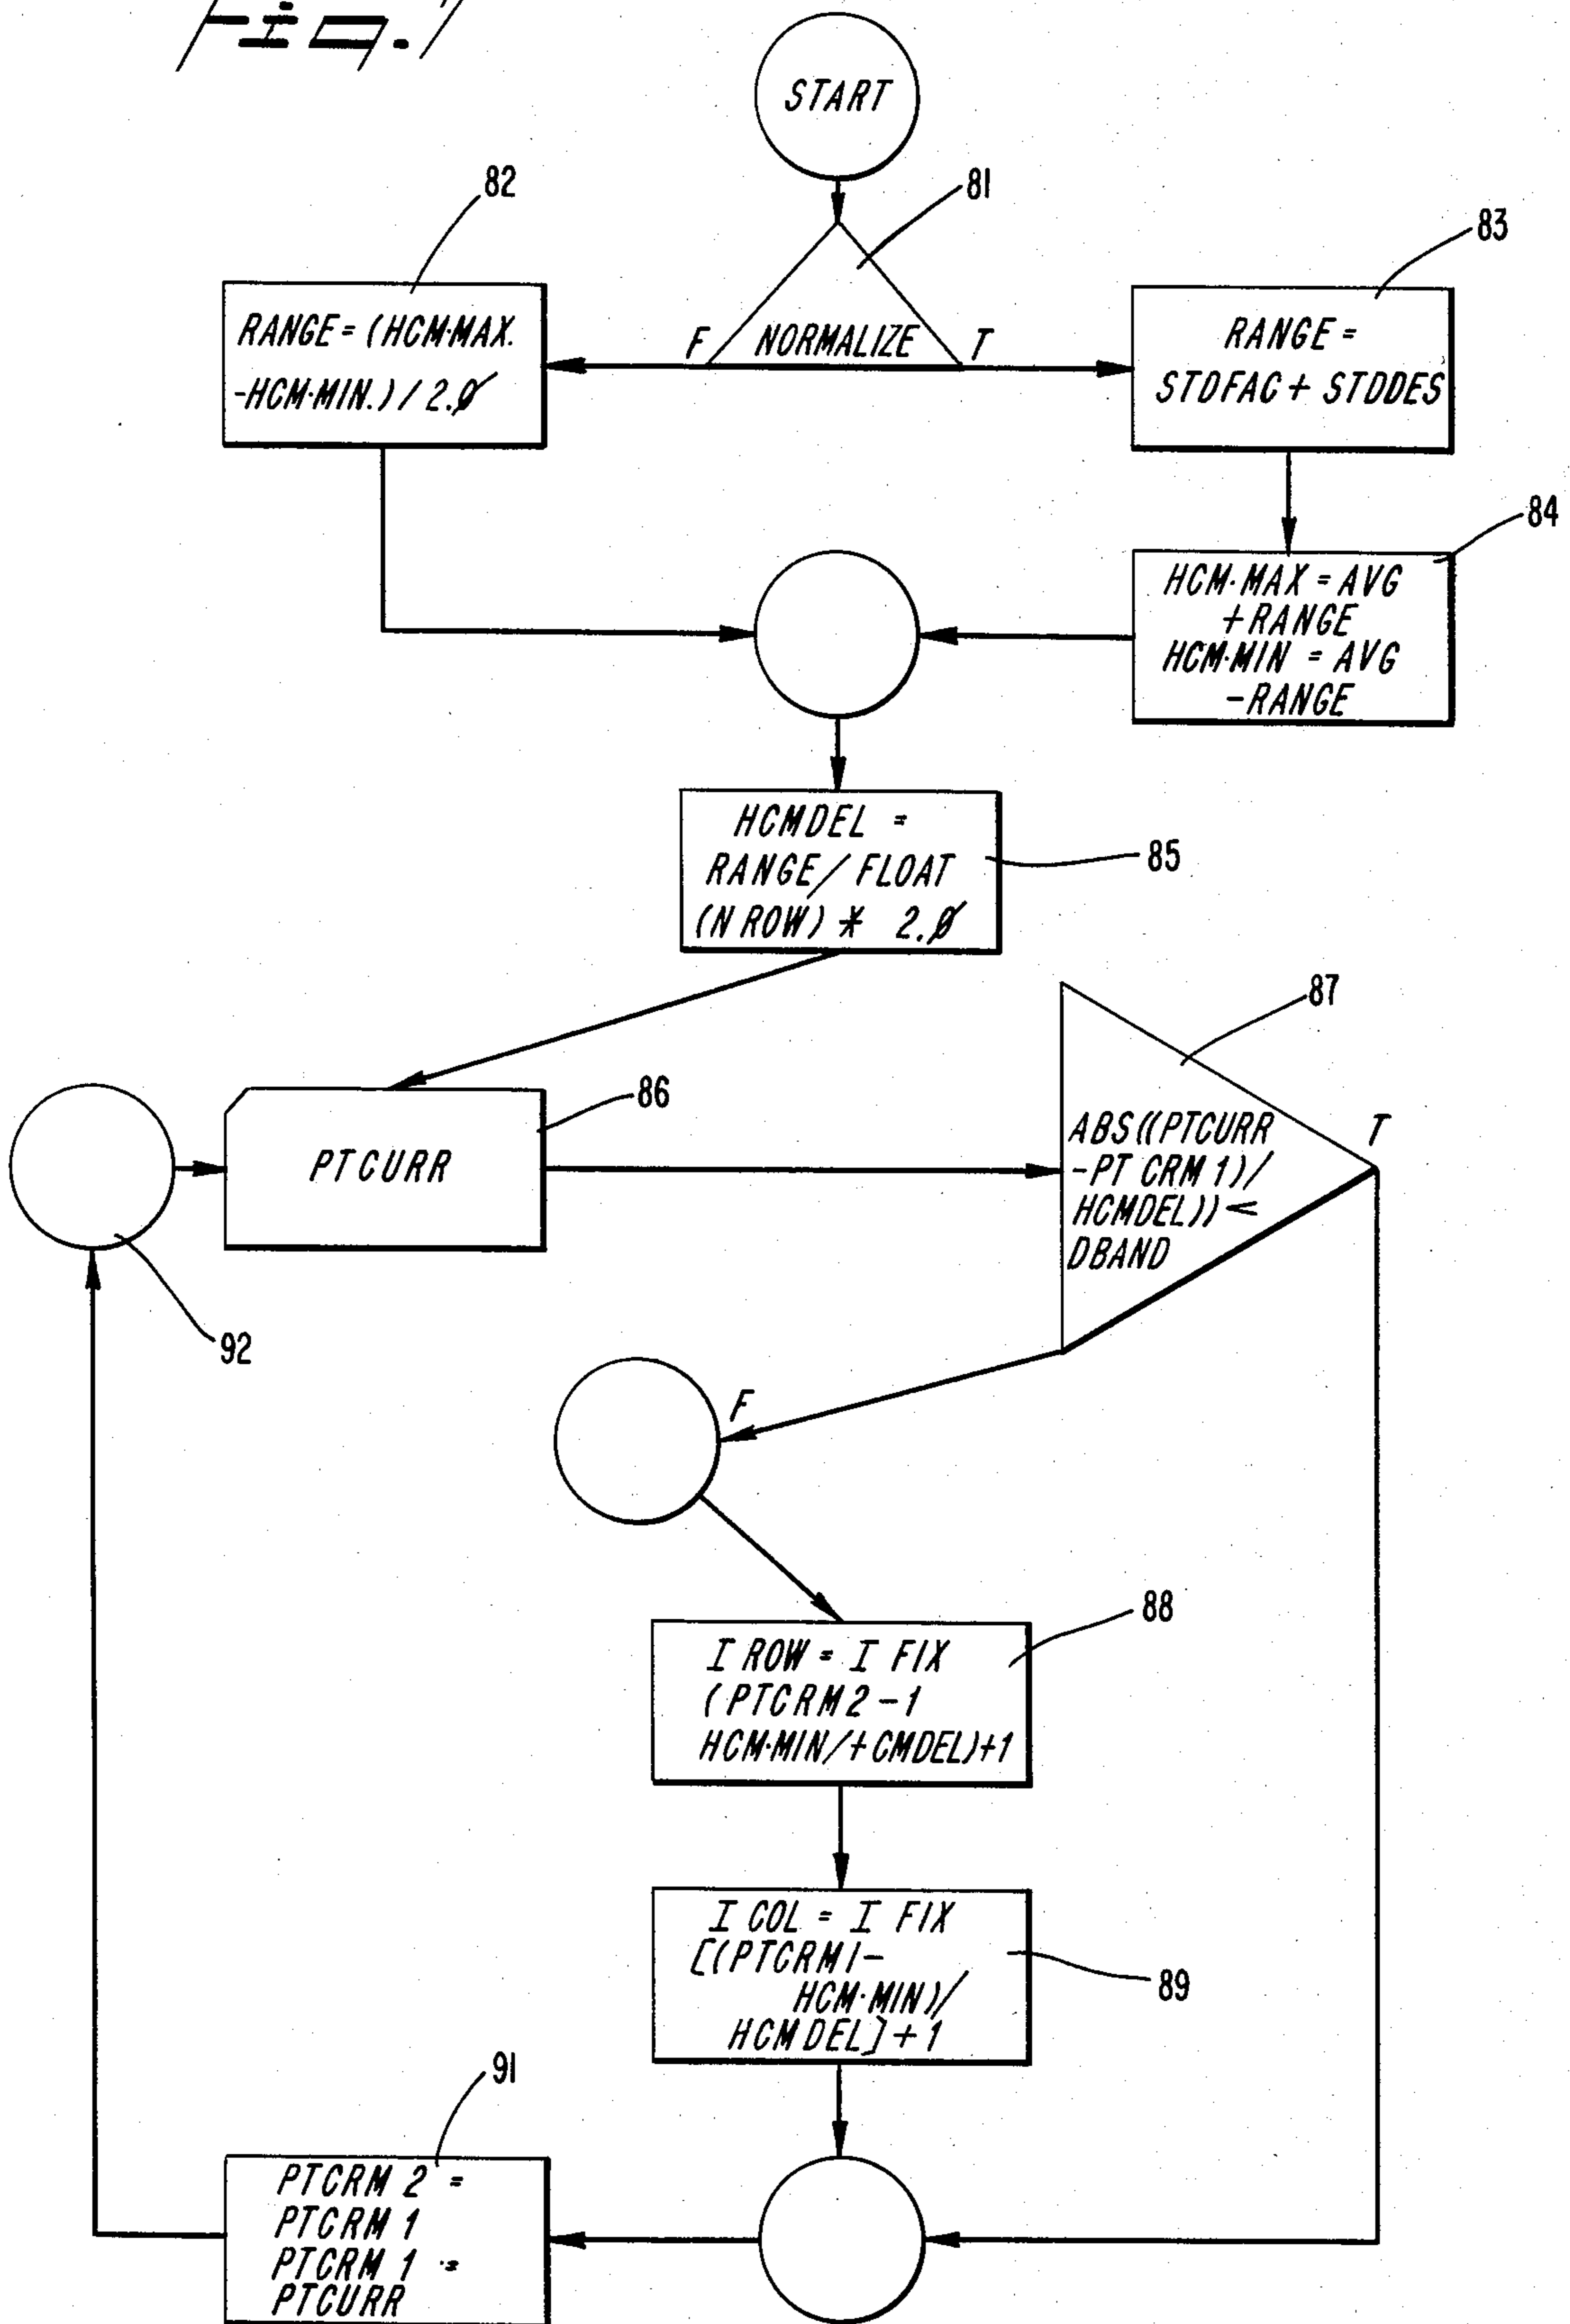 Fig. 7
START
81
82
83
RANGE = (HCM·MAX.
-HCM·MIN.) / 2.0̸
F
NORMALIZE
T
RANGE =
STDFAC + STDDES
84
HCM·MAX = AVG
+ RANGE
HCM·MIN = AVG
- RANGE
HCMDEL =
RANGE / FLOAT
(N ROW) * 2.0̸
85
87
86
PTCURR
ABS((PTCURR
-PT CRM 1)/
HCMDEL)) <
DBAND
T
92
F
88
I ROW = I FIX
(PTCRM2 - 1
HCM·MIN/+CMDEL)+1
I COL = I FIX
[(PTCRM1-
HCM·MIN)/
HCMDEL]+1
89
91
PTCRM 2 =
PTCRM 1
PTCRM 1 =
PTCURR